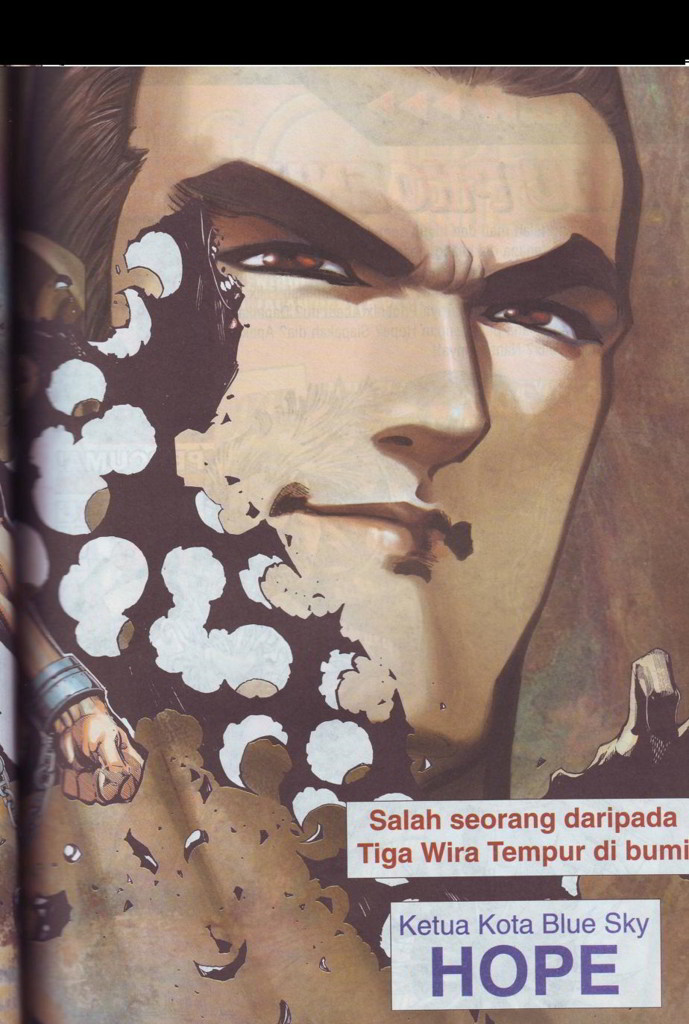 Salah seorang daripada
Tiga Wira Tempur di bumi
Ketua Kota Blue Sky
HOPE